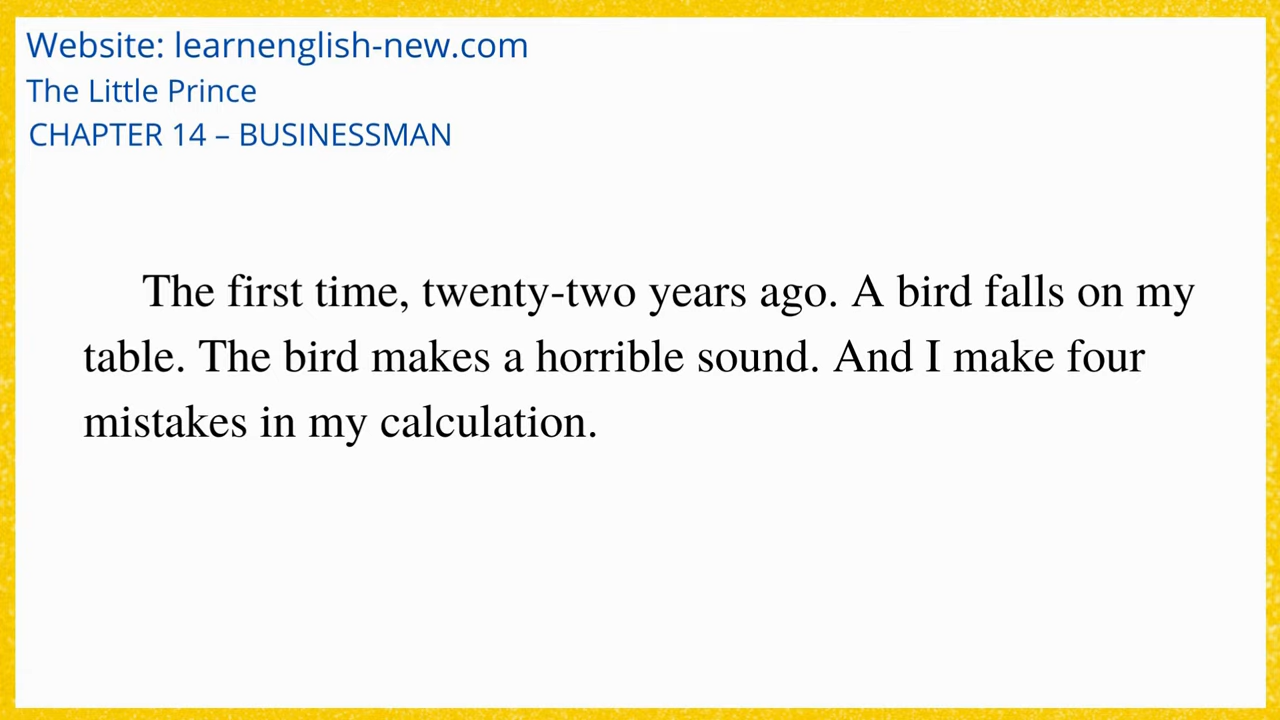 Website: learnenglish-new.com
The Little Prince
CHAPTER 14 – BUSINESSMAN
The first time, twenty-two years ago. A bird falls on my
table. The bird makes a horrible sound. And I make four
mistakes in my calculation.